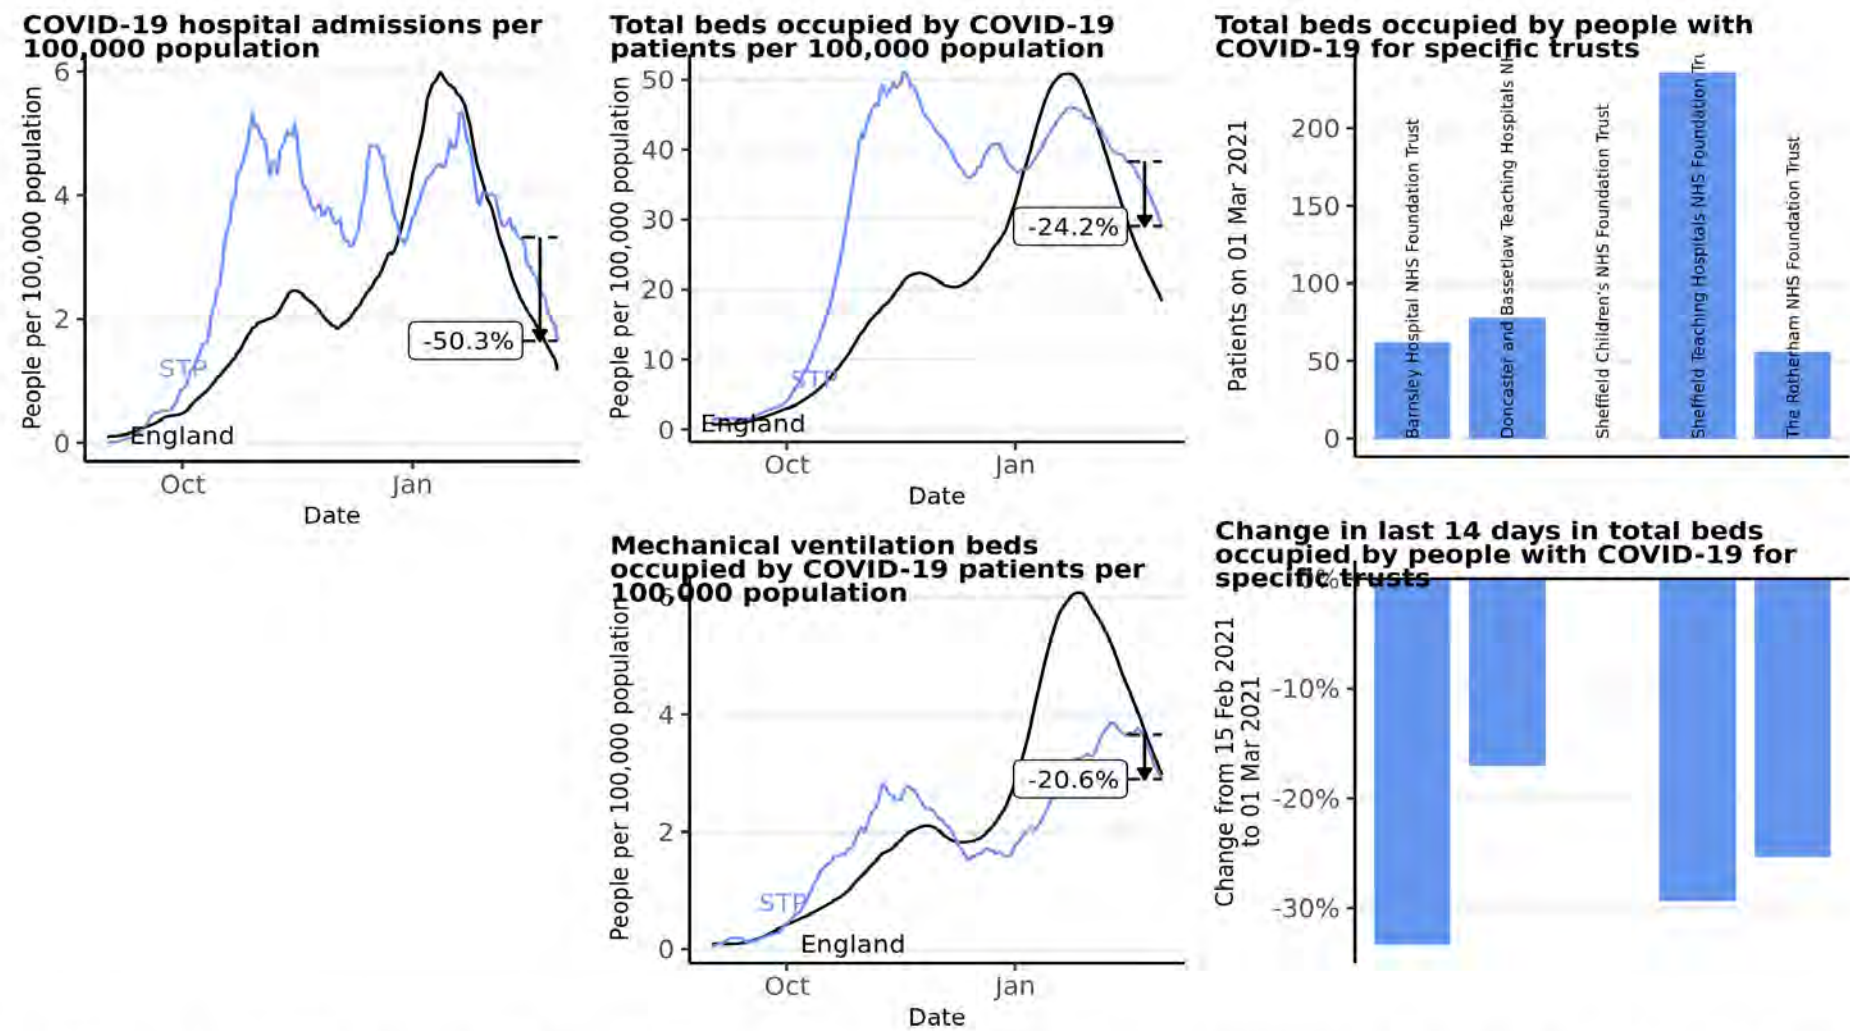 COVID-19 hospital admissions per
100,000 population
People per 100,000 population
6
4
2
0
STP
England
-50.3%
Oct
Jan
Date
Total beds occupied by COVID-19
patients per 100,000 population
People per 100,000 population
50
40
30
20
10
0
STP
England
-24.2%
Oct
Jan
Date
Total beds occupied by people with
COVID-19 for specific trusts
Patients on 01 Mar 2021
200
150
100
50
0
Barnsley Hospital NHS Foundation Trust
Doncaster and Bassetlaw Teaching Hospitals
Sheffield Children's NHS Foundation Trust
Sheffield Teaching Hospitals NHS Foundation
The Rotherham NHS Foundation Trust
Mechanical ventilation beds
occupied by COVID-19 patients per
100,000 population
People per 100,000 population
6
4
2
0
STP
England
-20.6%
Oct
Jan
Date
Change in last 14 days in total beds
occupied by people with COVID-19 for
specific trusts
Change from 15 Feb 2021
to 01 Mar 2021
0%
-10%
-20%
-30%